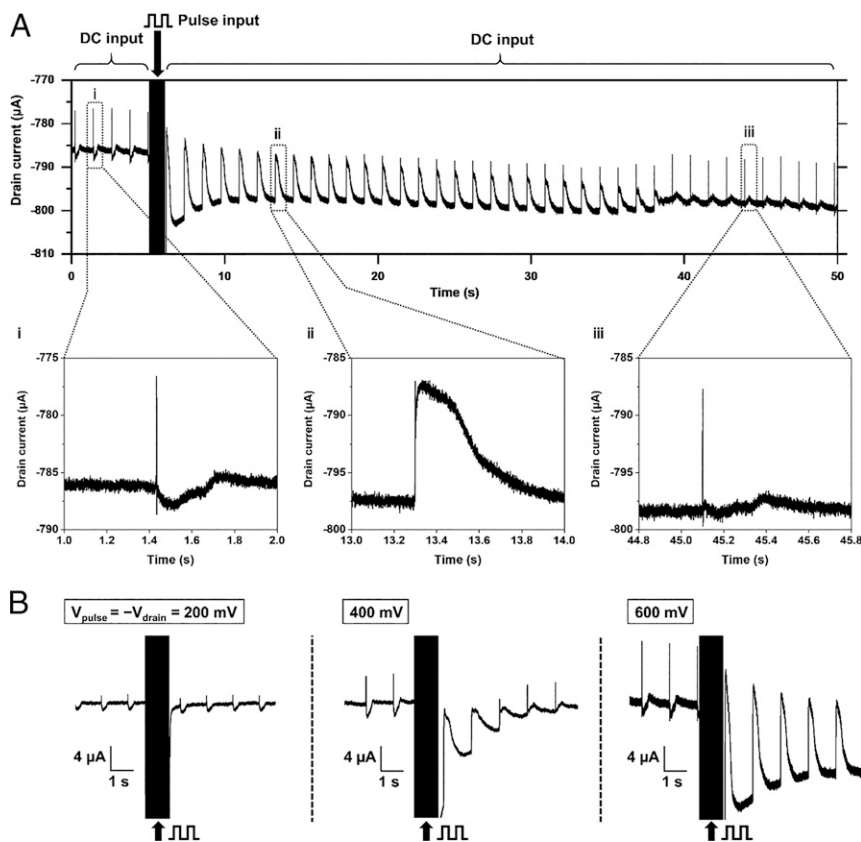 A
Pulse input
DC input
DC input
Drain current (µA)
-770
-780
-790
-800
-810
i
ii
iii
0
10
20
30
40
50
Time (s)
i
Drain current (µA)
-775
-780
-785
-790
1.0 1.2 1.4 1.6 1.8 2.0
Time (s)
ii
Drain current (µA)
-785
-787
-795
-800
13.0 13.2 13.4 13.6 13.8 14.0
Time (s)
iii
Drain current (µA)
-785
-787
-795
-800
44.8 45.0 45.2 45.4 45.6 45.8
Time (s)
B
Vpulse = −Vdrain = 200 mV
400 mV
600 mV
4 µA
1 s
4 µA
1 s
4 µA
1 s